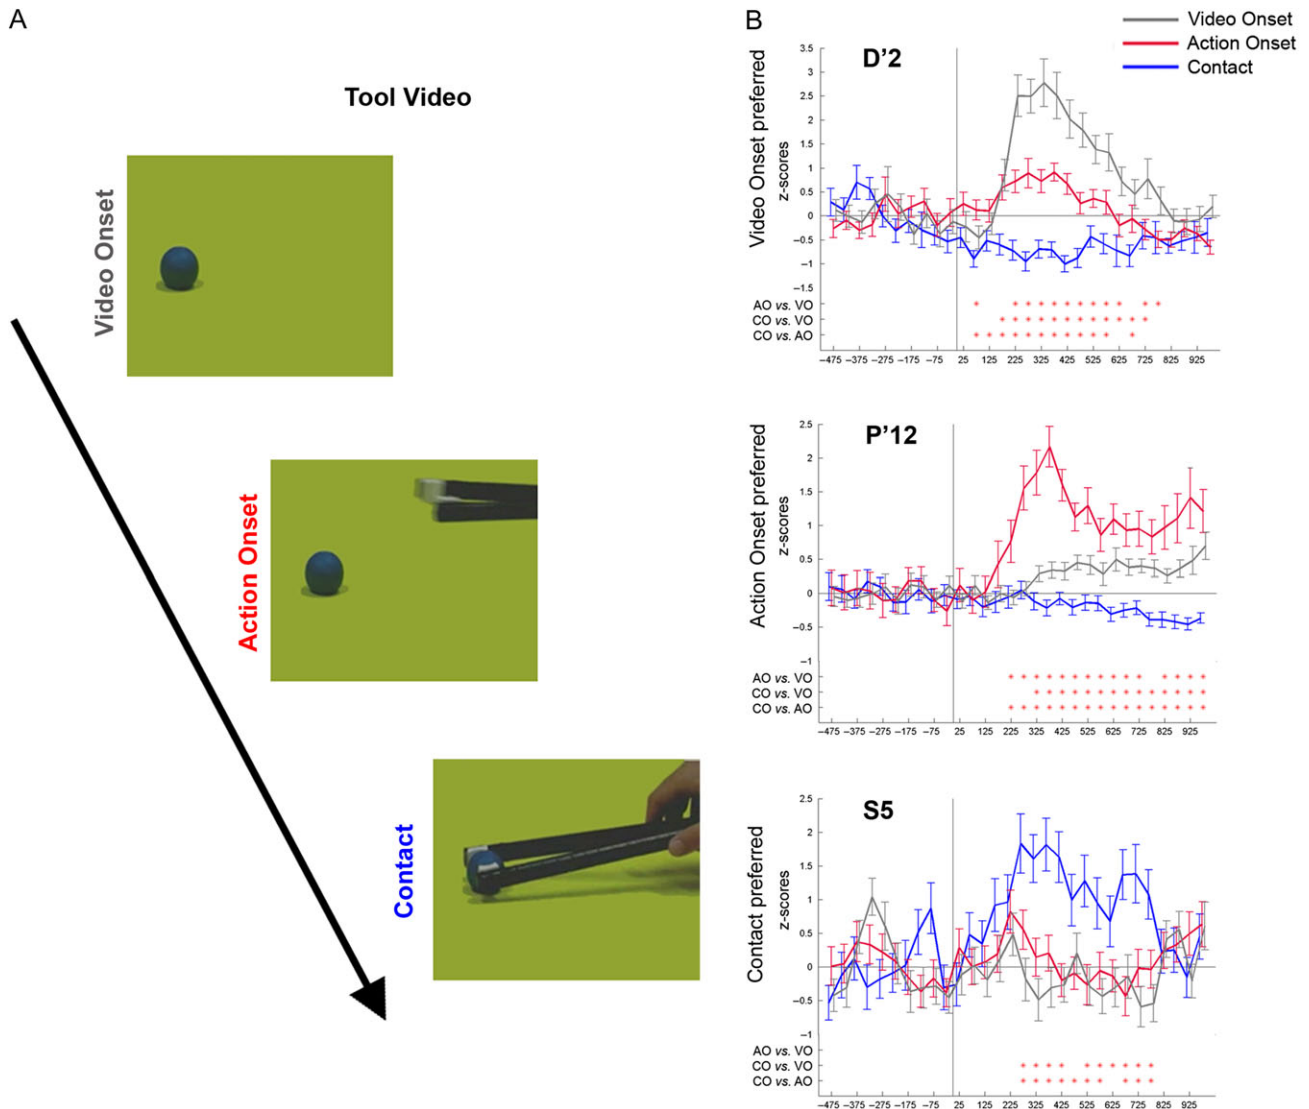 A
Tool Video
Video Onset
Action Onset
Contact
B
Video Onset
Action Onset
Contact
D'2
Video Onset preferred
z-scores
3.5
3
2.5
2
1.5
1
0.5
0
−0.5
−1
−1.5
AO vs. VO
CO vs. VO
CO vs. AO
−475 −375 −275 −175 −75 25 125 225 325 425 525 625 725 825 925
P'12
Action Onset preferred
z-scores
2.5
2
1.5
1
0.5
0
−0.5
−1
AO vs. VO
CO vs. VO
CO vs. AO
−475 −375 −275 −175 −75 25 125 225 325 425 525 625 725 825 925
S5
Contact preferred
z-scores
2.5
2
1.5
1
0.5
0
−0.5
−1
AO vs. VO
CO vs. VO
CO vs. AO
−475 −375 −275 −175 −75 25 125 225 325 425 525 625 725 825 925